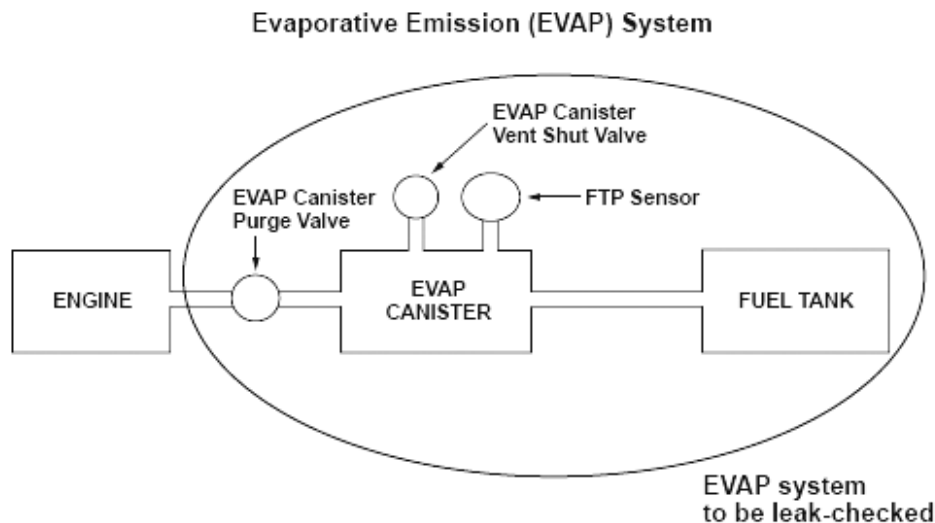 Evaporative Emission (EVAP) System
EVAP Canister
Vent Shut Valve
EVAP Canister
Purge Valve
FTP Sensor
ENGINE
EVAP
CANISTER
FUEL TANK
EVAP system
to be leak-checked